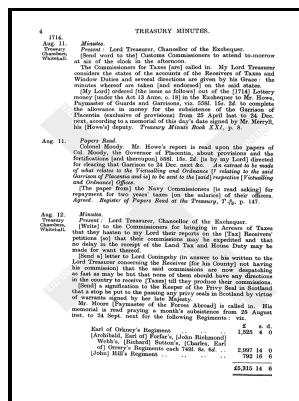 4 TREASURY MINUTES.
1714.
Aug. 11. Minutes.
Treasury Present: Lord Treasurer, Chancellor of the Exchequer.
Chambers, [Send word to the] Customs Commissioners to attend to-morrow
Whitehall. at six of the clock in the afternoon.
The Commissioners for Taxes [are] called in. My Lord Treasurer
considers the states of the accounts of the Receivers of Taxes and
Window Duties and several directions are given by his Grace: the
minutes whereof are taken [and endorsed] on the said states.
[My Lord] orders [the issue as follows] out of the [1714] Lottery
money [under the Act 13 Anne, c. 18] in the Exchequer to Mr. Howe,
Paymaster of Guards and Garrisons, viz. 558l. 15s. 2d. to complete
the allowance in money for the subsistence of the Garrison of
Placentia (exclusive of provisions) from 25 April last to 24 Dec.
next, according to a memorial of this day's date signed by Mr. Merryll,
his [Howe's] deputy. Treasury Minute Book XXI, p. 8.
Aug. 11. Papers Read.
Colonel Moody. Mr. Howe's report is read upon the papers of
Col. Moody, the Governor of Placentia, about provisions and the
fortifications [and thereupon] 558l. 15s. 2d. [is by my Lord] directed
for clearing that Garrison to 24 Dec. next &c. An extract to be made
of what relates to the Victualling and Ordnance [? relating to the said
Garrison of Placentia and is] to be sent to the [said] respective [Victualling
and Ordnance] Offices.
[The paper from] the Navy Commissioners [is read asking] for
repayment for two years' taxes [on the salaries] of their officers.
Agreed. Register of Papers Read at the Treasury, p. 147.
Aug. 12. Minutes.
Treasury Present: Lord Treasurer, Chancellor of the Exchequer.
Chambers, [Write] to the Commissioners for bringing in Arrears of Taxes
Whitehall. that they hasten to my Lord their reports on the [Tax] Receivers'
petitions [so] that their commissions may be expedited and that
no delay in the receipt of the Land Tax and House Duty may be
made for want thereof.
[Send a] letter to Lord Coningsby (in answer to his written to the
Lord Treasurer concerning the Receiver [for his County] not having
his commission) that the said commissions are now despatching
so fast as may be but that none of them should have any directions
in the country to receive [Taxes] till they produce their commissions.
[Send a] signification to the Keeper of the Privy Seal in Scotland
that a stop be put to the passing any privy seals in Scotland by virtue
of warrants signed by her late Majesty.
Mr. Moore [Paymaster of the Forces Abroad] is called in. His
memorial is read praying a month's subsistence from 25 August
inst. to 24 Sept. next for the following Regiments: viz.
£ s. d.
Earl of Orkney's Regiment .. .. .. .. 1,525 4 0
[Archibald, Earl of] Forfar's, [John Richmond]
Webb's, [Richard] Sutton's, [Charles, Earl
of] Orrery's Regiments each 749l. 8s. 6d. .. 2,997 14 0
[John] Hill's Regiment .. .. .. .. .. 792 16 6
£5,315 14 6